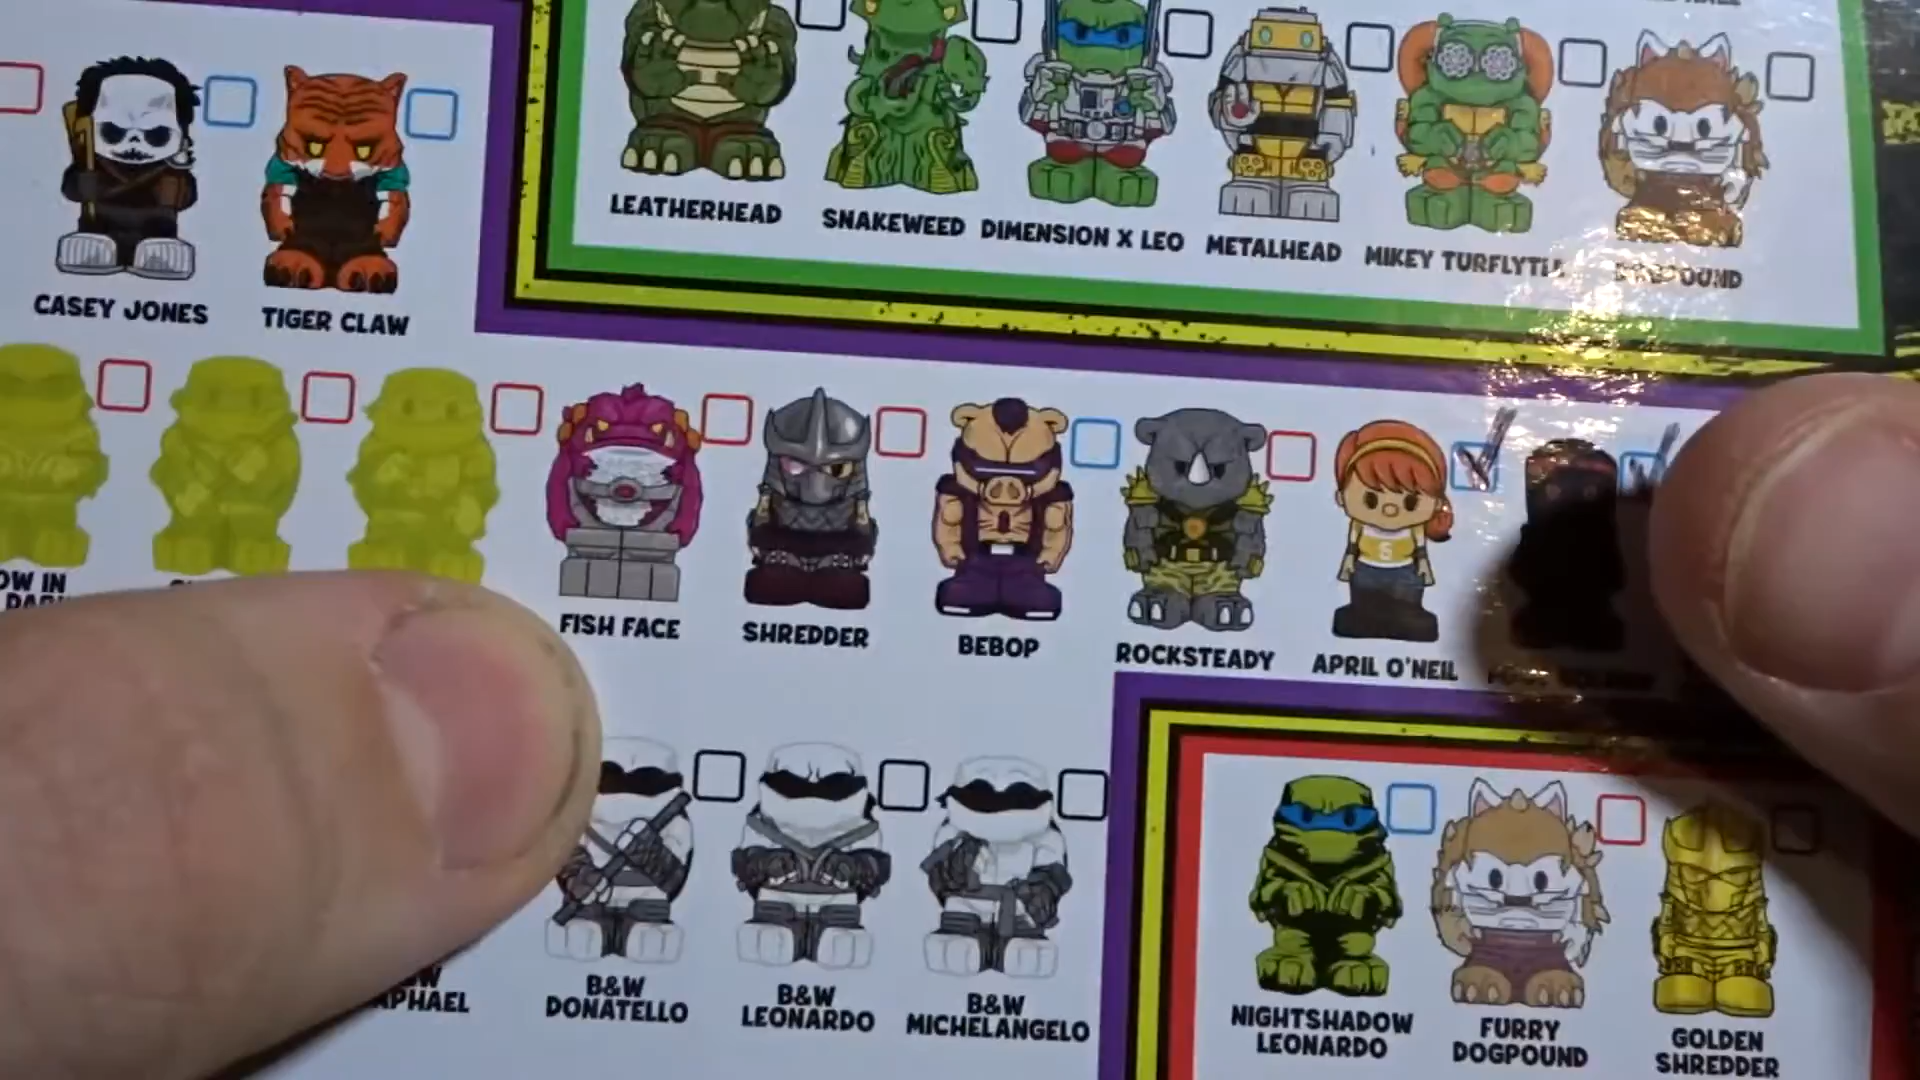 LEATHERHEAD
SNAKEWEED
DIMENSION X LEO
METALHEAD
MIKEY
CASEY JONES
TIGER CLAW
FISH FACE
SHREDDER
BEBOP
ROCKSTEADY
APRIL O'NEIL
S
B&W
DONATELLO
B&W
LEONARDO
B&W
MICHELANGELO
NIGHTSHADOW
LEONARDO
FURRY
DOGPOUND
GOLDEN
SHREDDER